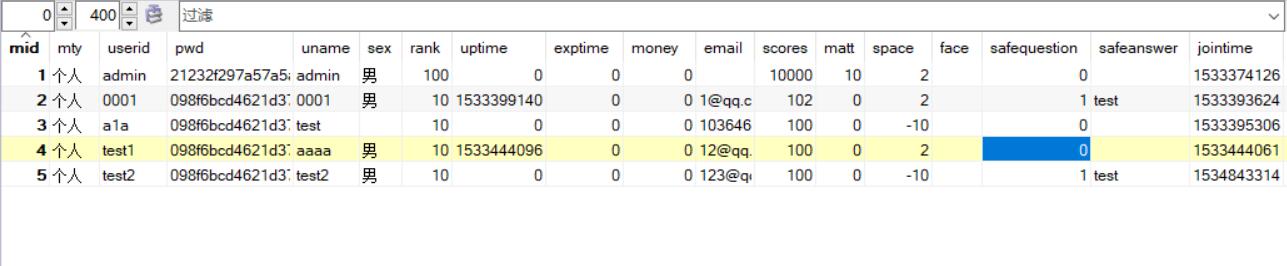 0 400 过滤
mid mty userid pwd uname sex rank uptime exptime money email scores matt space face safequestion safeanswer jointime
1 个人 admin 21232f297a57a5a admin 男 100 0 0 0 10000 10 2 0 1533374126
2 个人 0001 098f6bcd4621d37 0001 男 10 1533399140 0 0 1@qq.c 102 0 2 1 test 1533393624
3 个人 a1a 098f6bcd4621d37 test 10 0 0 0 103646 100 0 -10 0 1533395306
4 个人 test1 098f6bcd4621d37 aaaa 男 10 1533444096 0 0 12@qq. 100 0 2 0 1533444061
5 个人 test2 098f6bcd4621d37 test2 男 10 0 0 0 123@q 100 0 -10 1 test 1534843314